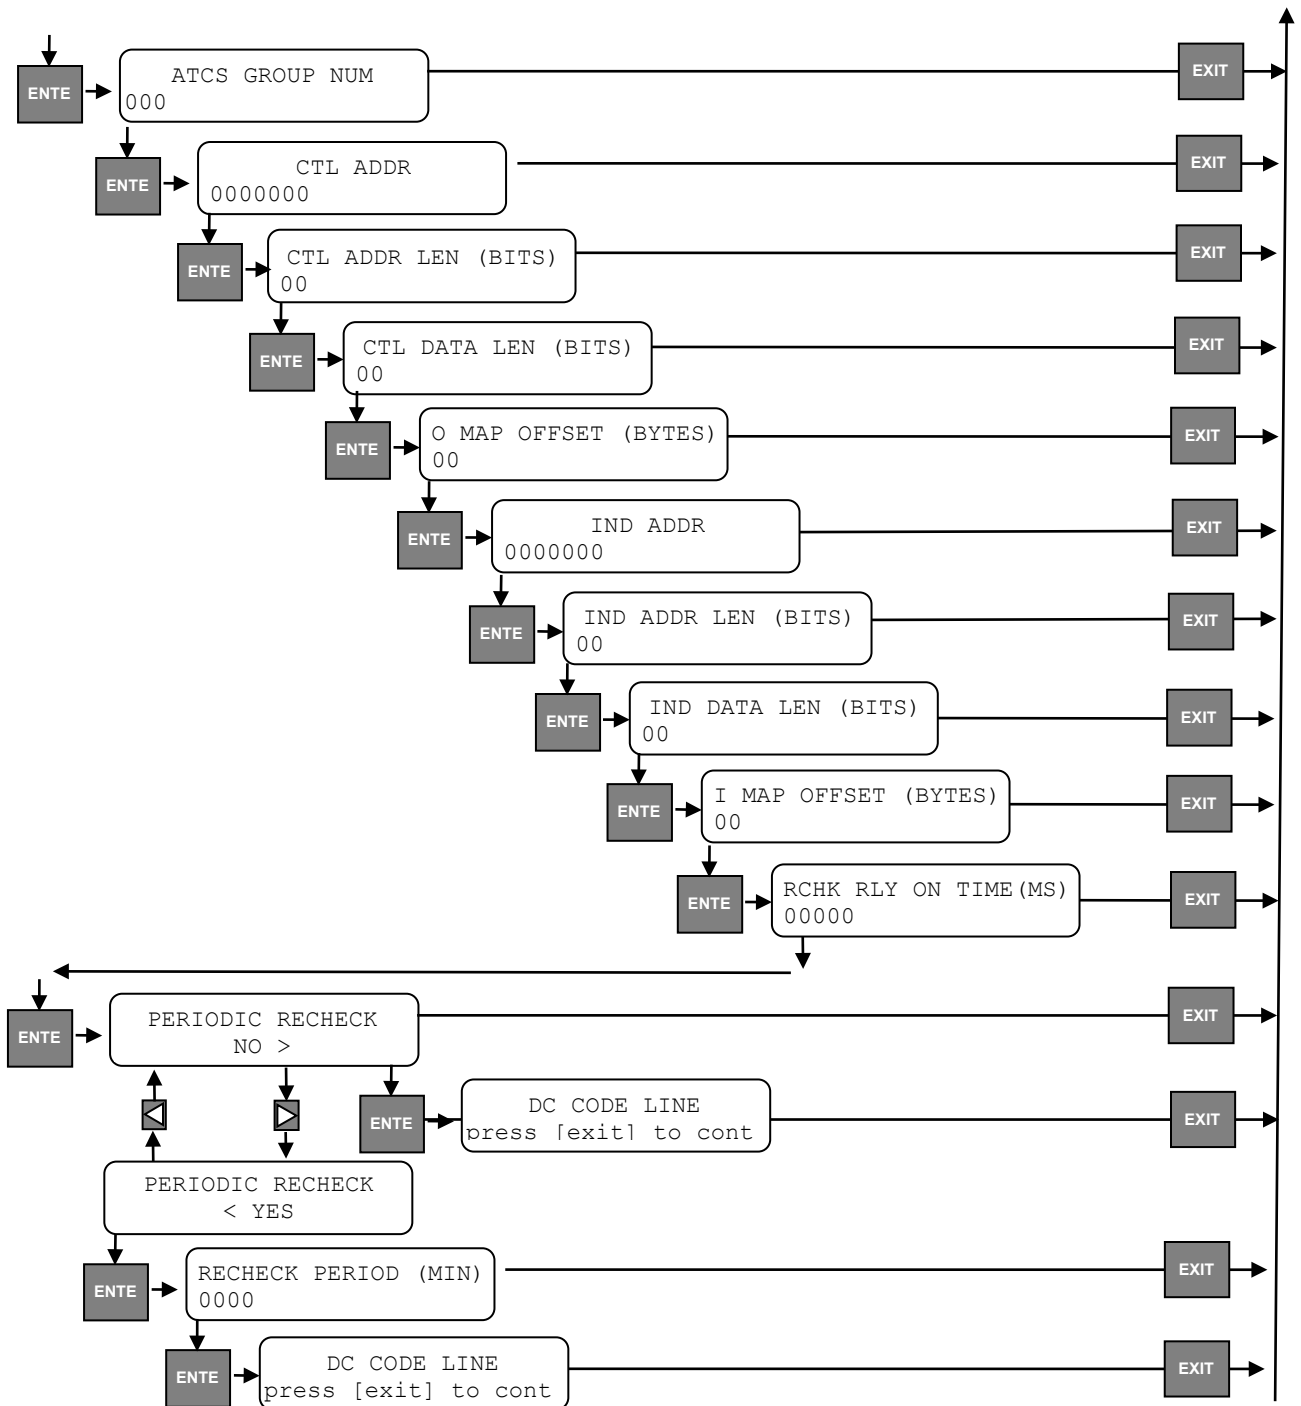 ENTE
ATCS GROUP NUM
000
EXIT
ENTE
CTL ADDR
0000000
EXIT
ENTE
CTL ADDR LEN (BITS)
00
EXIT
ENTE
CTL DATA LEN (BITS)
00
EXIT
ENTE
O MAP OFFSET (BYTES)
00
EXIT
ENTE
IND ADDR
0000000
EXIT
ENTE
IND ADDR LEN (BITS)
00
EXIT
ENTE
IND DATA LEN (BITS)
00
EXIT
ENTE
I MAP OFFSET (BYTES)
00
EXIT
ENTE
RCHK RLY ON TIME(MS)
00000
EXIT
ENTE
PERIODIC RECHECK
NO >
EXIT
ENTE
DC CODE LINE
press [exit] to cont
EXIT
PERIODIC RECHECK
< YES
ENTE
RECHECK PERIOD (MIN)
0000
EXIT
ENTE
DC CODE LINE
press [exit] to cont
EXIT